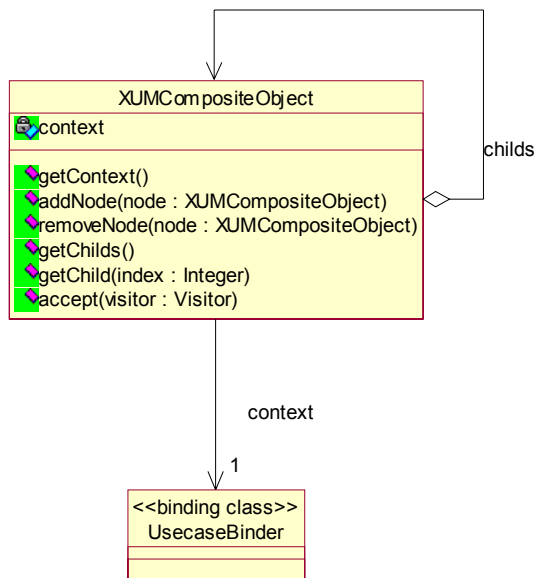 XUMCompositeObject
context
childs
getContext()
addNode(node : XUMCompositeObject)
removeNode(node : XUMCompositeObject)
getChilds()
getChild(index : Integer)
accept(visitor : Visitor)
context
1
<<binding class>>
UsecaseBinder